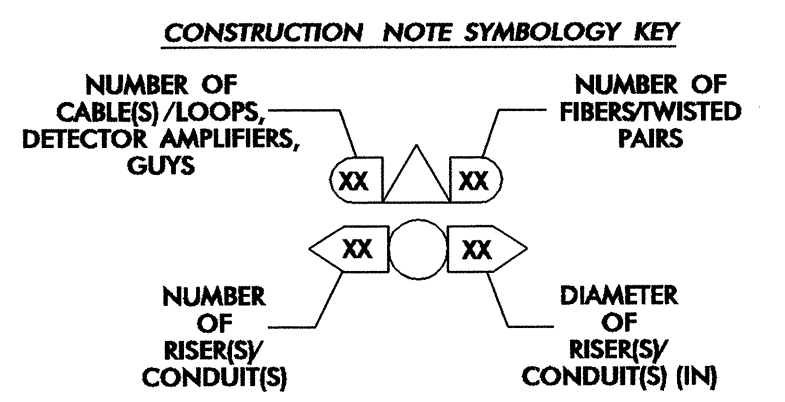 CONSTRUCTION NOTE SYMBOLOGY KEY
NUMBER OF
CABLE(S)/LOOPS,
DETECTOR AMPLIFIERS,
GUYS
NUMBER OF
FIBERS/TWISTED
PAIRS
XX
XX
XX
XX
NUMBER
OF
RISER(S)/
CONDUIT(S)
DIAMETER
OF
RISER(S)/
CONDUIT(S) (IN)